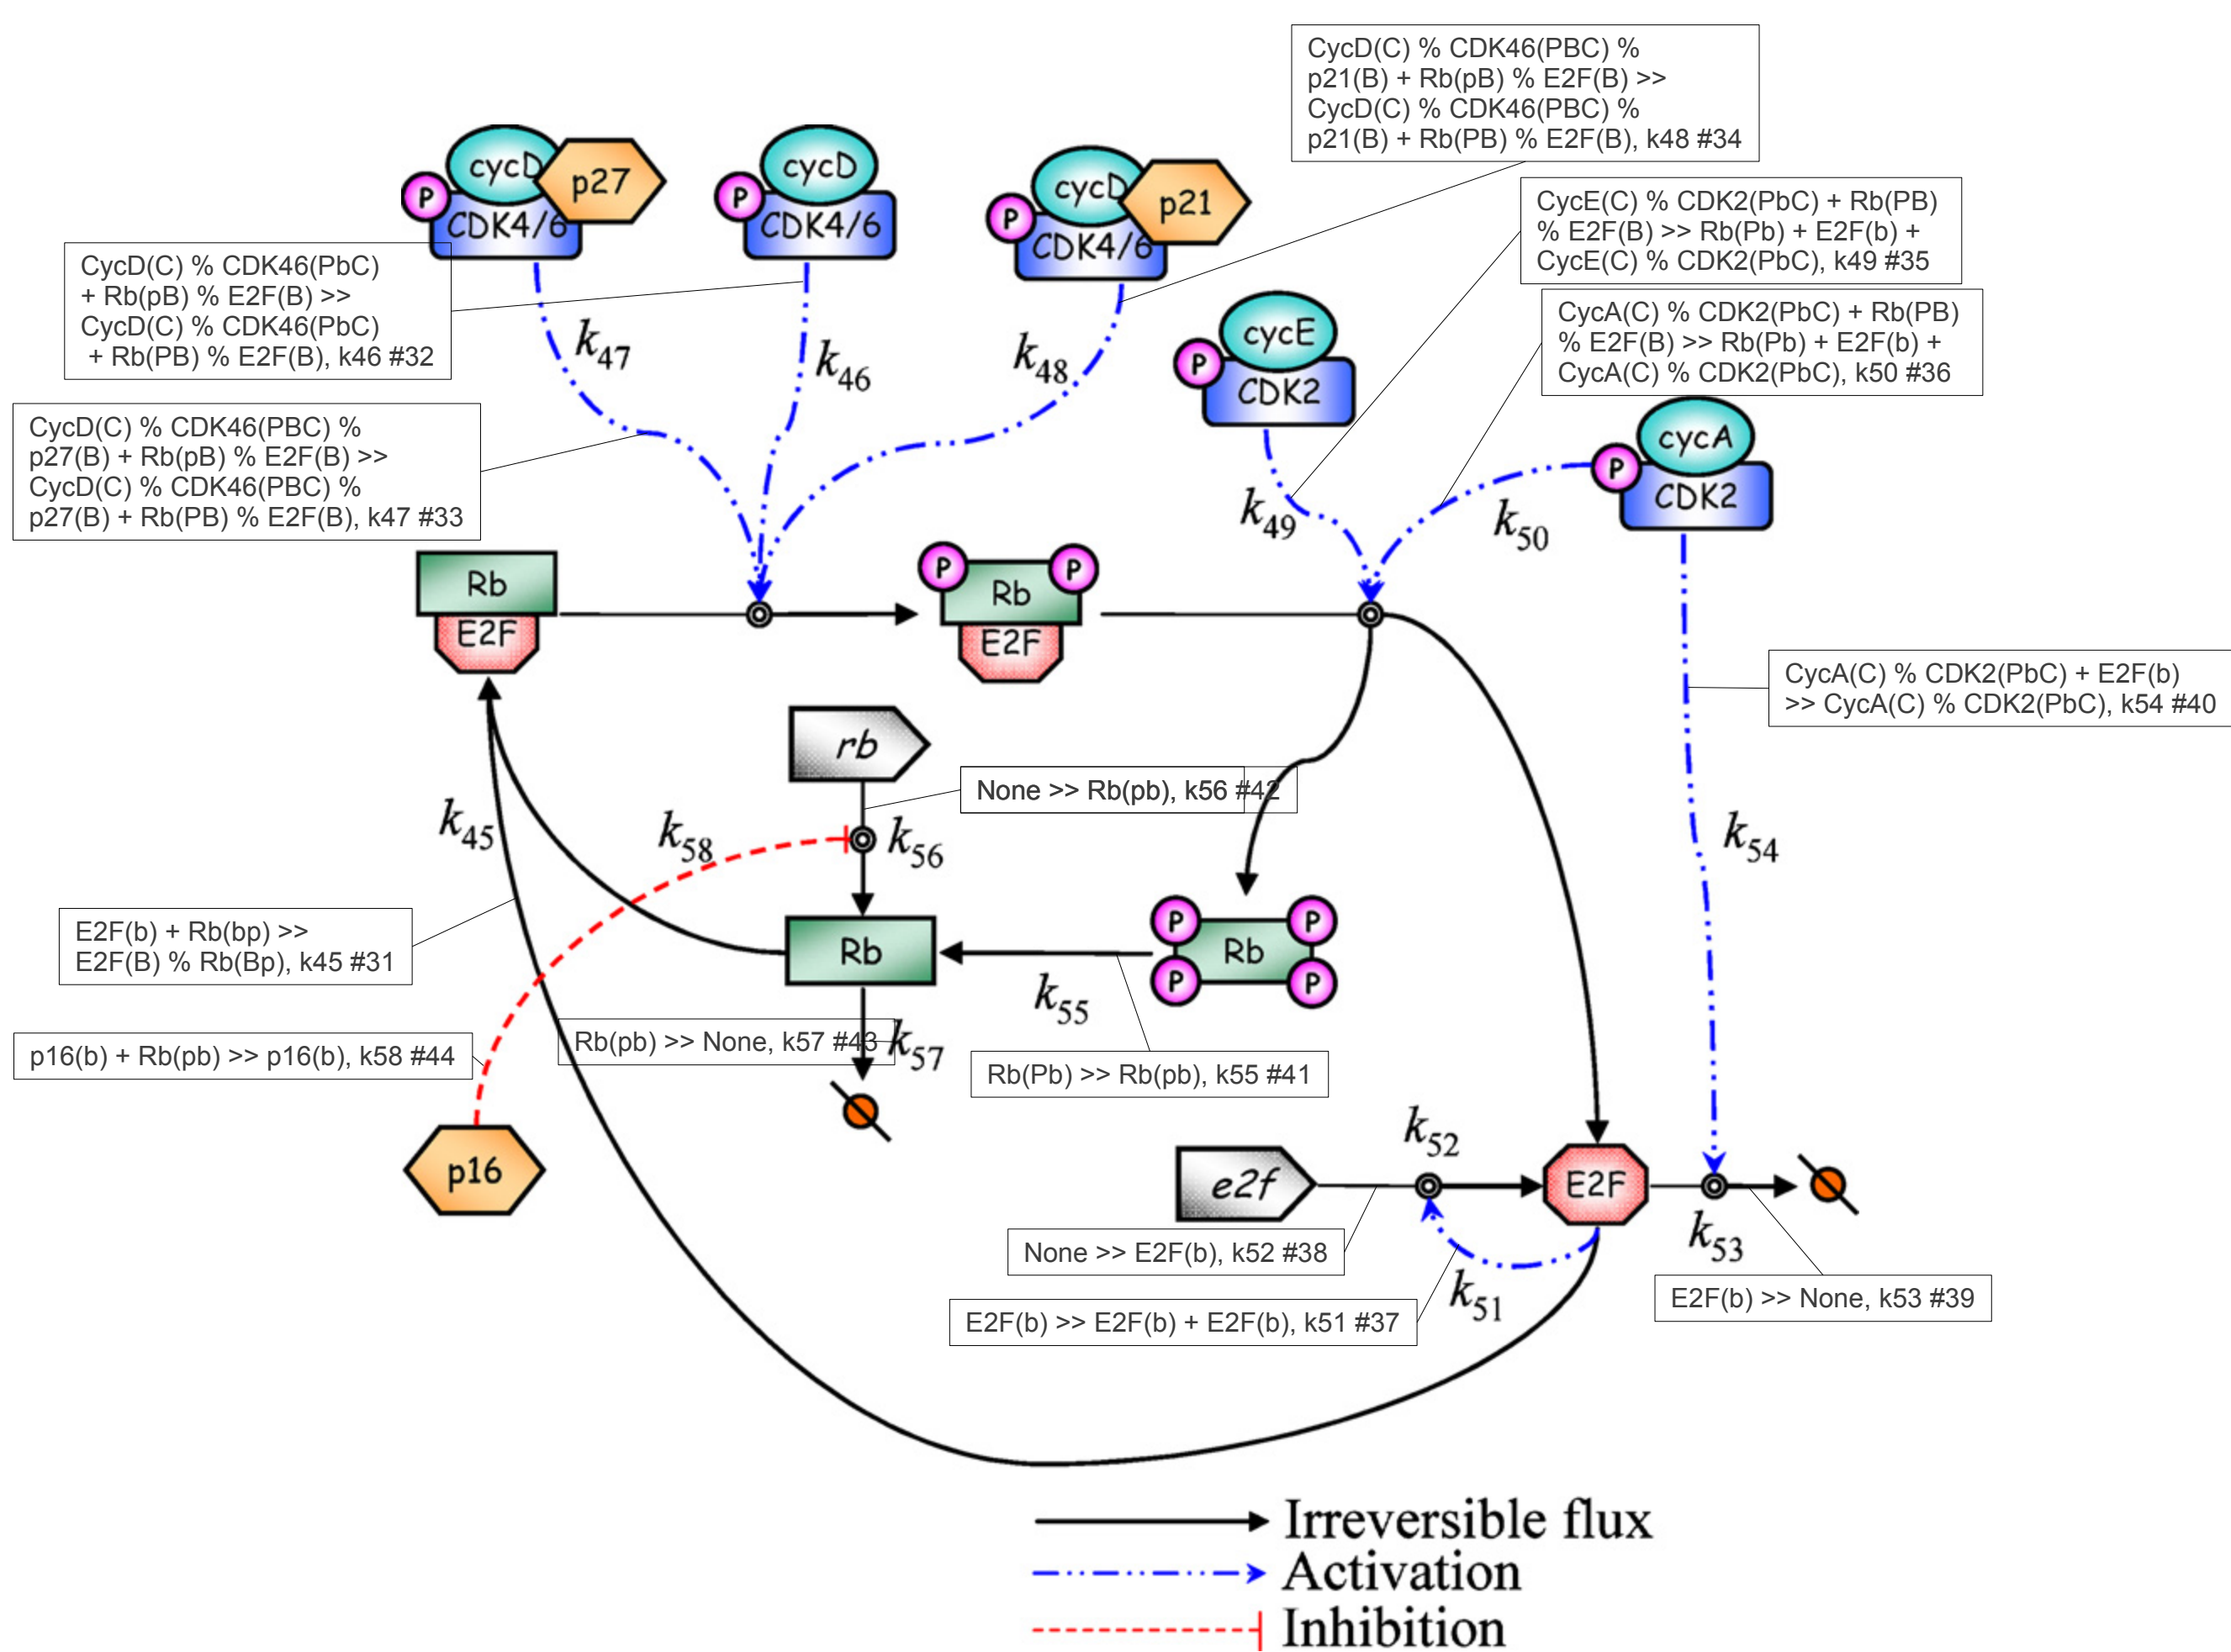 CycD(C) % CDK46(PBC) %
p21(B) + Rb(pB) % E2F(B) >>
CycD(C) % CDK46(PBC) %
p21(B) + Rb(PB) % E2F(B), k48 #34
cycD
p27
P
CDK4/6
cycD
P
CDK4/6
cycD
p21
P
CDK4/6
CycE(C) % CDK2(PbC) + Rb(PB)
% E2F(B) >> Rb(Pb) + E2F(b) +
CycE(C) % CDK2(PbC), k49 #35
CycD(C) % CDK46(PbC)
+ Rb(pB) % E2F(B) >>
CycD(C) % CDK46(PbC)
+ Rb(PB) % E2F(B), k46 #32
k47
k46
k48
cycE
P
CDK2
CycA(C) % CDK2(PbC) + Rb(PB)
% E2F(B) >> Rb(Pb) + E2F(b) +
CycA(C) % CDK2(PbC), k50 #36
CycD(C) % CDK46(PBC) %
p27(B) + Rb(pB) % E2F(B) >>
CycD(C) % CDK46(PBC) %
p27(B) + Rb(PB) % E2F(B), k47 #33
cycA
P
CDK2
k49
k50
Rb
E2F
P
P
Rb
E2F
CycA(C) % CDK2(PbC) + E2F(b)
>> CycA(C) % CDK2(PbC), k54 #40
rb
None >> Rb(pb), k56 #42
k45
k58
k56
k54
E2F(b) + Rb(bp) >>
E2F(B) % Rb(Bp), k45 #31
Rb
P
P
Rb
P
P
k55
p16(b) + Rb(pb) >> p16(b), k58 #44
Rb(pb) >> None, k57 #43
k57
Rb(Pb) >> Rb(pb), k55 #41
p16
k52
e2f
E2F
k53
None >> E2F(b), k52 #38
k51
E2F(b) >> None, k53 #39
E2F(b) >> E2F(b) + E2F(b), k51 #37
Irreversible flux
Activation
Inhibition